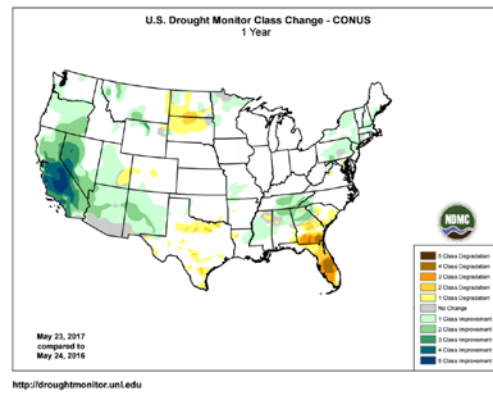 U.S. Drought Monitor Class Change - CONUS
1 Year
NDMC
5 Class Degradation
4 Class Degradation
3 Class Degradation
2 Class Degradation
1 Class Degradation
No Change
1 Class Improvement
2 Class Improvement
3 Class Improvement
4 Class Improvement
5 Class Improvement
May 23, 2017
compared to
May 24, 2016
http://droughtmonitor.unl.edu